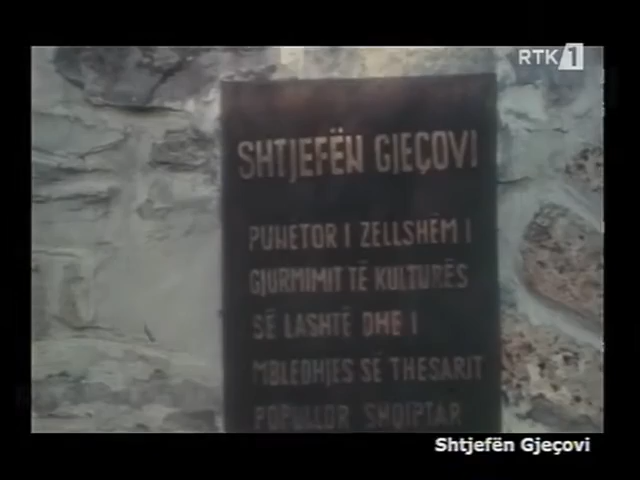 RTK 1
SHTJEFËN GJEÇOVI
PUNETOR I ZELLSHËM I
GJURMIMIT TË KULTURËS
SË LASHTË DHE I
MBLEDHJES SË THESARIT
POPULLOR SHQIPTAR
Shtjefën Gjeçovi